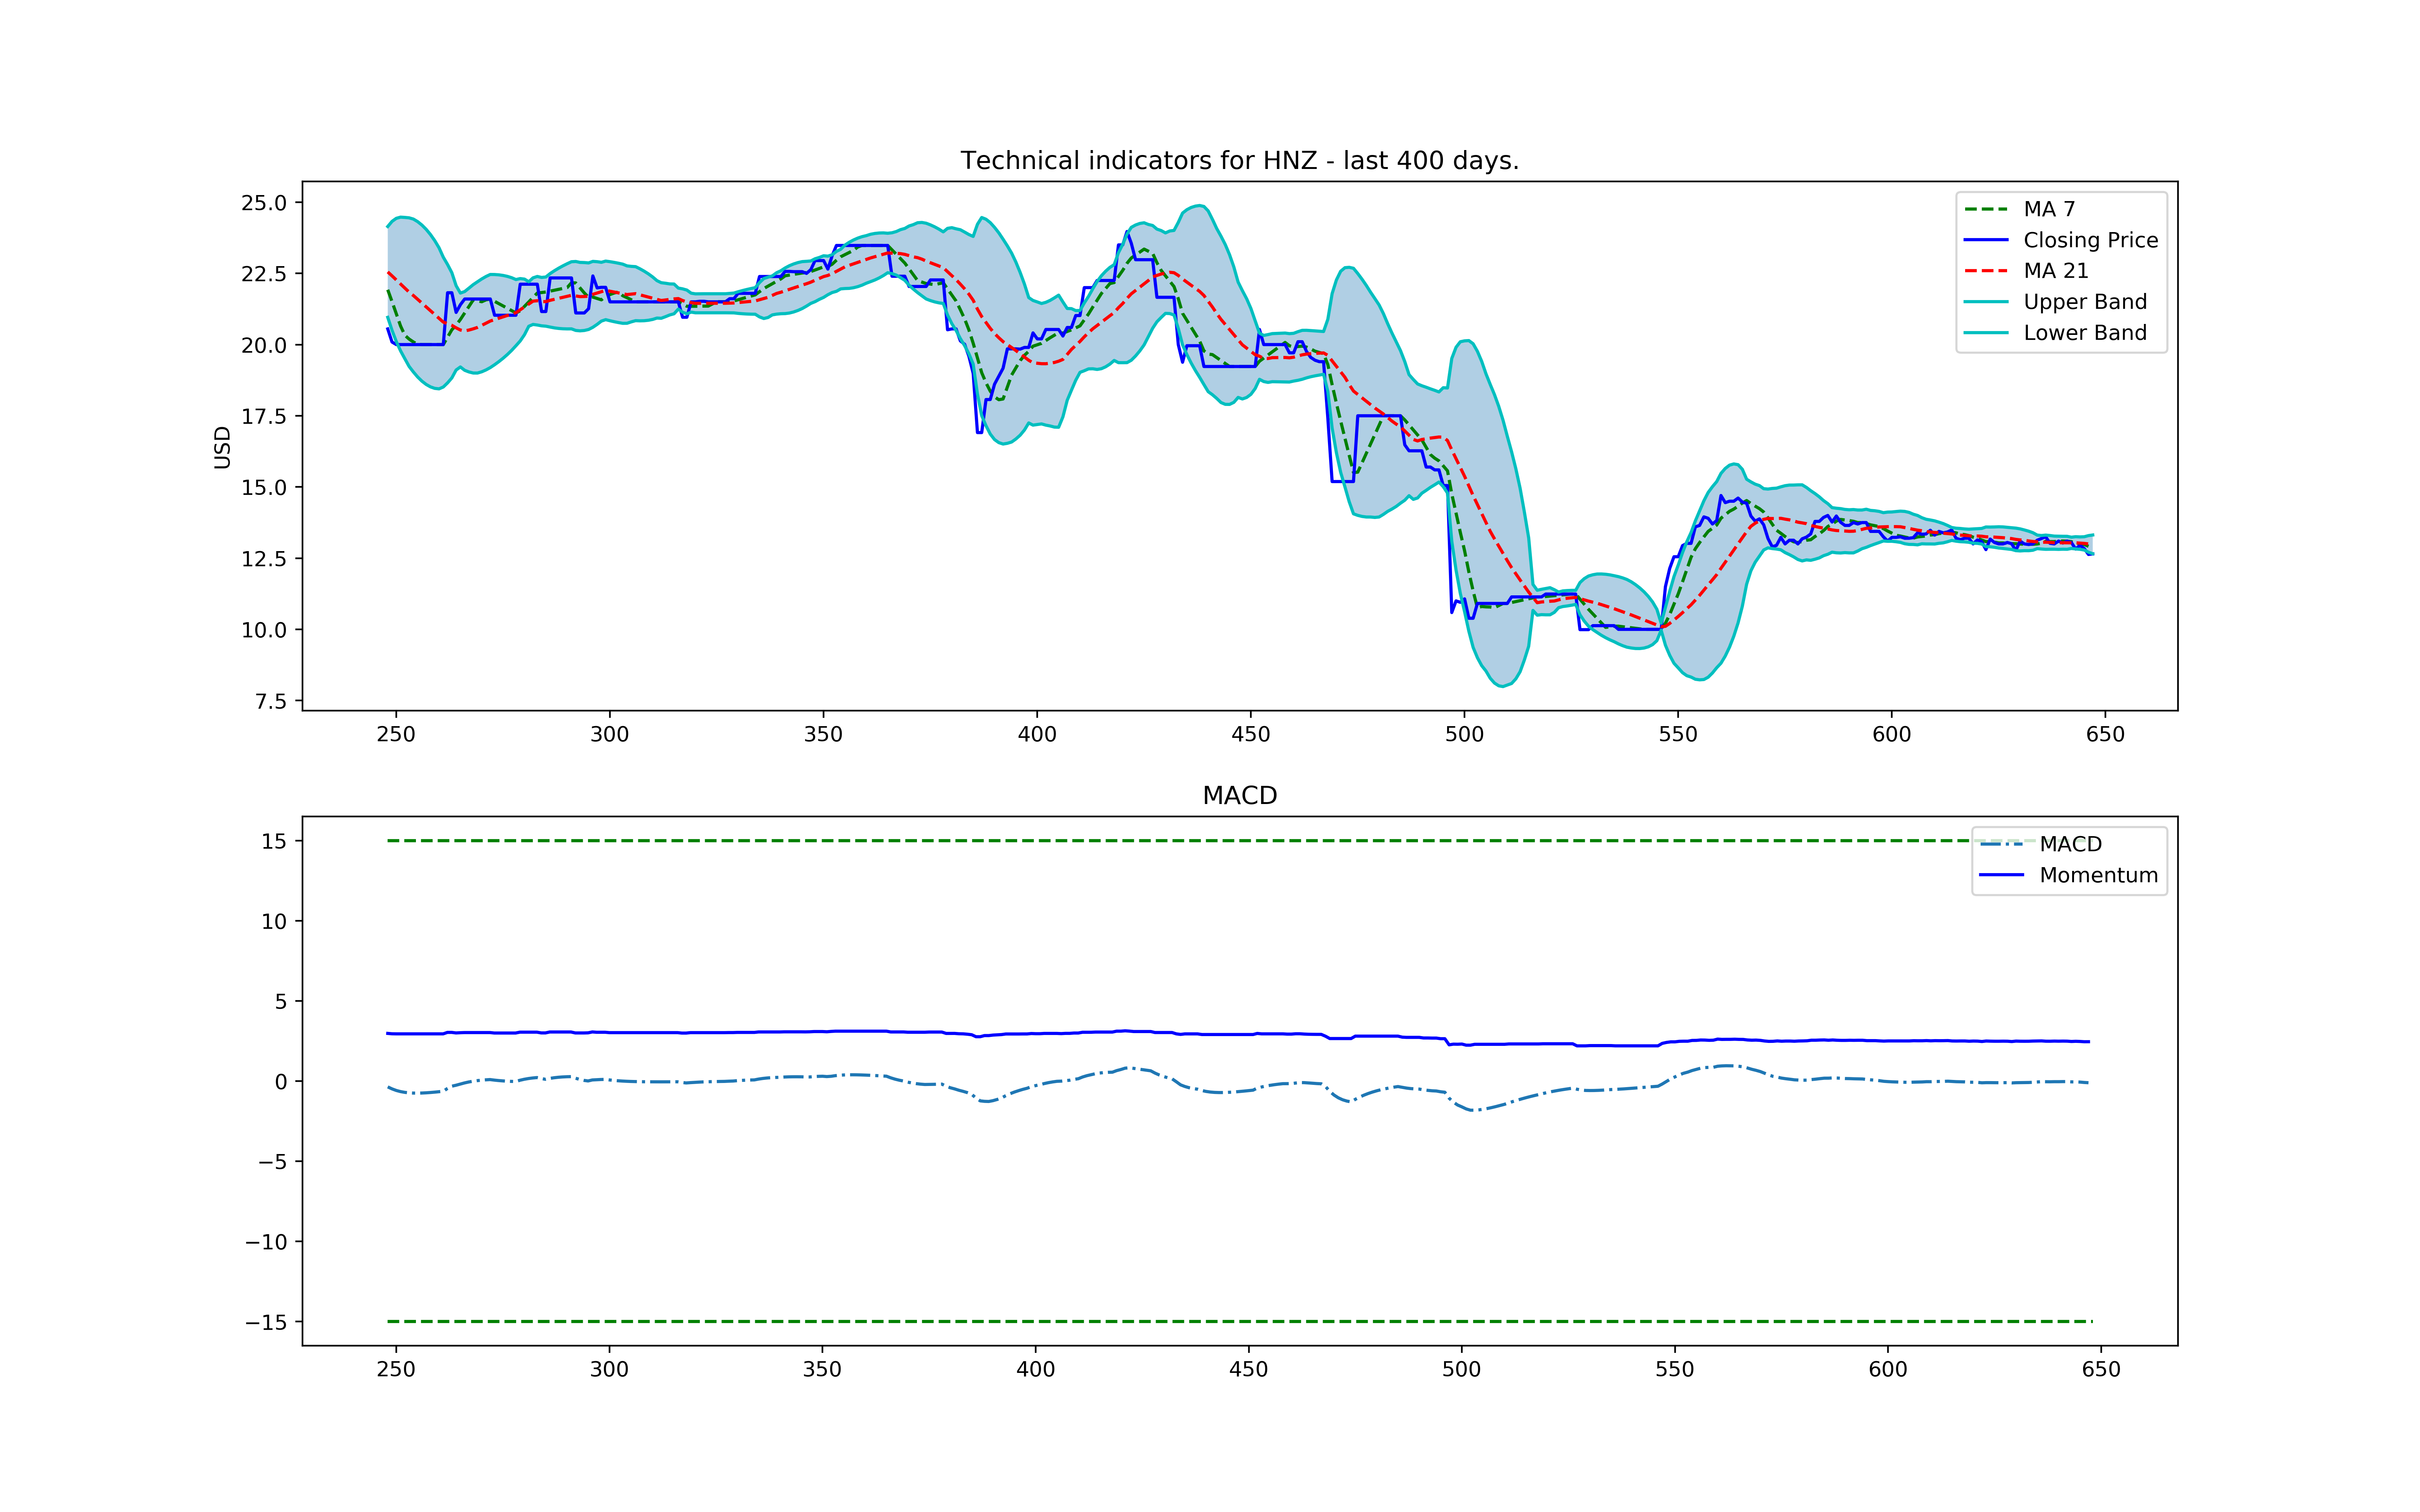 Technical indicators for HNZ - last 400 days.
25.0
22.5
20.0
17.5
15.0
12.5
10.0
7.5
USD
MA 7
Closing Price
MA 21
Upper Band
Lower Band
250 300 350 400 450 500 550 600 650
MACD
15
10
5
0
−5
−10
−15
MACD
Momentum
250 300 350 400 450 500 550 600 650